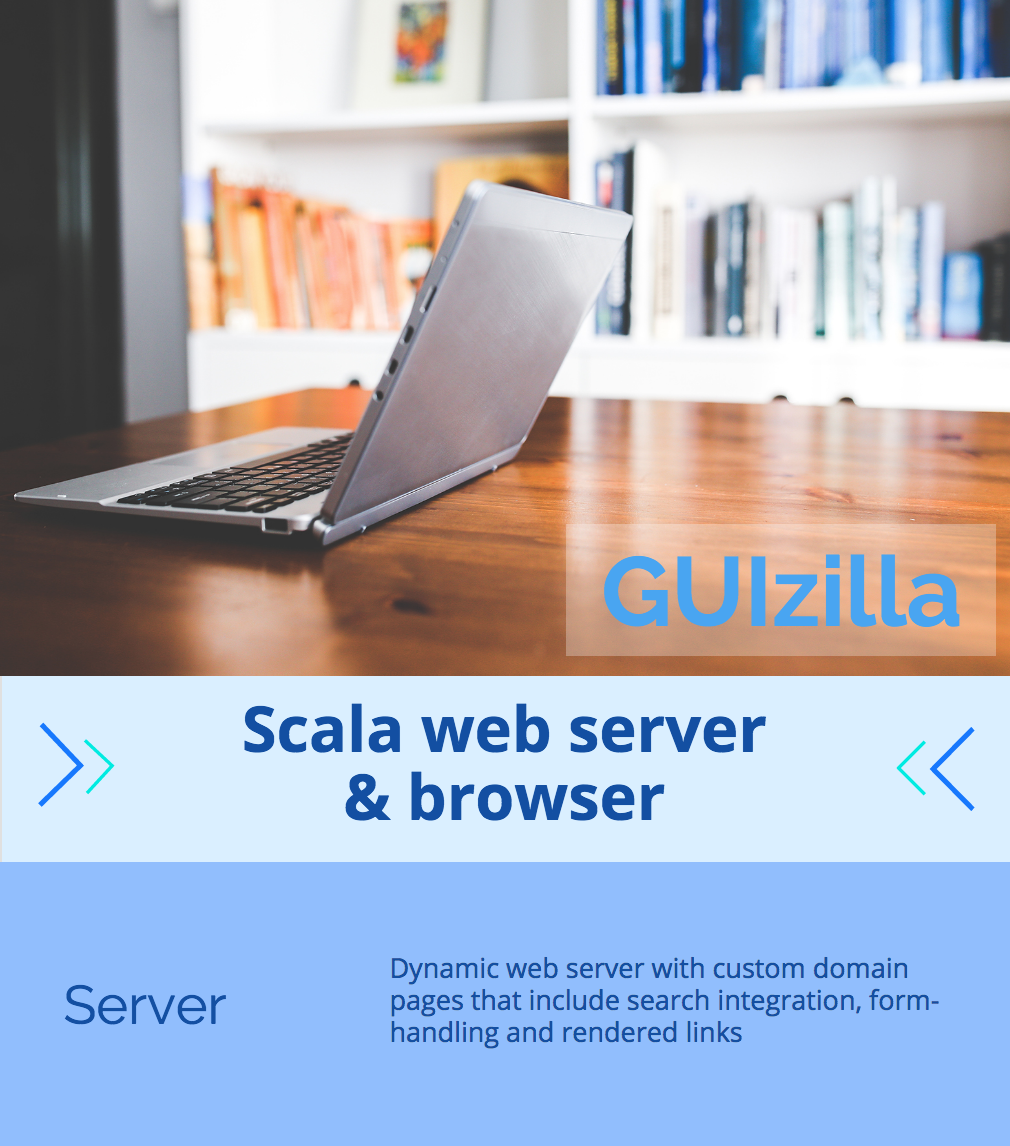 GUIzilla
Scala web server
& browser
Server
Dynamic web server with custom domain
pages that include search integration, form-
handling and rendered links